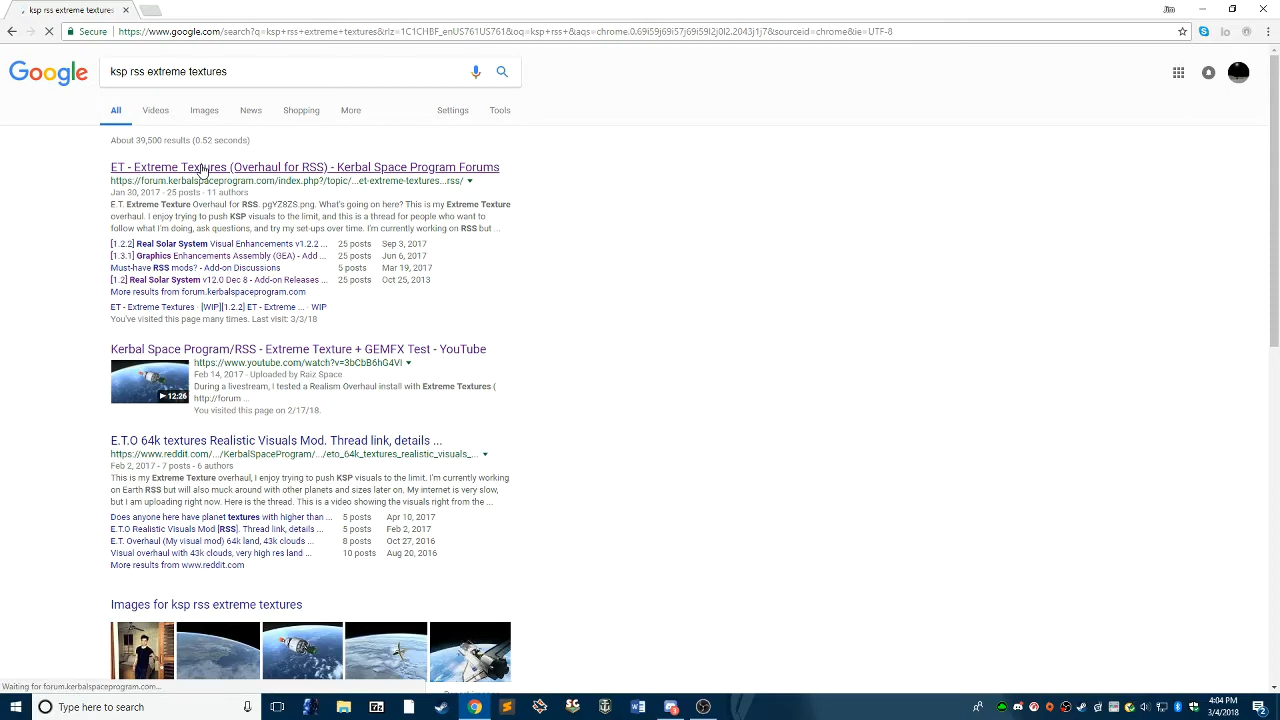 ksp rss extreme textures
Jim
Secure
https://www.google.com/search?q=ksp+rss+extreme+textures&rlz=1C1CHBF_enUS761US761&oq=ksp+rss+&aqs=chrome.0.69i59j69i57j69i59l2j0l2.2043j1j7&sourceid=chrome&ie=UTF-8
Google
ksp rss extreme textures
All Videos Images News Shopping More Settings Tools
About 39,500 results (0.52 seconds)
ET - Extreme Textures (Overhaul for RSS) - Kerbal Space Program Forums
https://forum.kerbalspaceprogram.com/index.php?/topic/...et-extreme-textures...rss/
Jan 30, 2017 - 25 posts - 11 authors
E.T. Extreme Texture Overhaul for RSS. pgYZ8ZS.png. What's going on here? This is my Extreme Texture
overhaul. I enjoy trying to push KSP visuals to the limit, and this is a thread for people who want to
follow what I'm doing, ask questions, and try my set-ups over time. I'm currently working on RSS but ...
[1.2.2] Real Solar System Visual Enhancements v1.2.2 ... 25 posts Sep 3, 2017
[1.3.1] Graphics Enhancements Assembly (GEA) - Add ... 25 posts Jun 6, 2017
Must-have RSS mods? - Add-on Discussions 5 posts Mar 19, 2017
[1.2] Real Solar System v12.0 Dec 8 - Add-on Releases ... 25 posts Oct 25, 2013
More results from forum.kerbalspaceprogram.com
ET - Extreme Textures · [WIP][1.2.2] ET - Extreme ... · WIP
You've visited this page many times. Last visit: 3/3/18
Kerbal Space Program/RSS - Extreme Texture + GEMFX Test - YouTube
https://www.youtube.com/watch?v=3bCbB6hG4VI
Feb 14, 2017 - Uploaded by Raiz Space
During a livestream, I tested a Realism Overhaul install with Extreme Textures (
http://forum ...
12:26
You visited this page on 2/17/18.
E.T.O 64k textures Realistic Visuals Mod. Thread link, details ...
https://www.reddit.com/.../KerbalSpaceProgram/.../eto_64k_textures_realistic_visuals_...
Feb 2, 2017 - 7 posts - 6 authors
This is my Extreme Texture overhaul, I enjoy trying to push KSP visuals to the limit. I'm currently working
on Earth RSS but will also muck around with other planets and sizes later on. My internet is very slow,
but I am uploading right now. Here is the thread. This is a video showing the visuals right from the ...
Does anyone here have planet textures with higher than ... 5 posts Apr 10, 2017
E.T.O Realistic Visuals Mod [RSS]. Thread link, details ... 5 posts Feb 2, 2017
E.T. Overhaul (My visual mod) 64k land, 43k clouds ... 8 posts Oct 27, 2016
Visual overhaul with 43k clouds, very high res land ... 10 posts Aug 20, 2016
More results from www.reddit.com
Images for ksp rss extreme textures
Waiting for forum.kerbalspaceprogram.com...
Type here to search
4:04 PM
3/4/2018